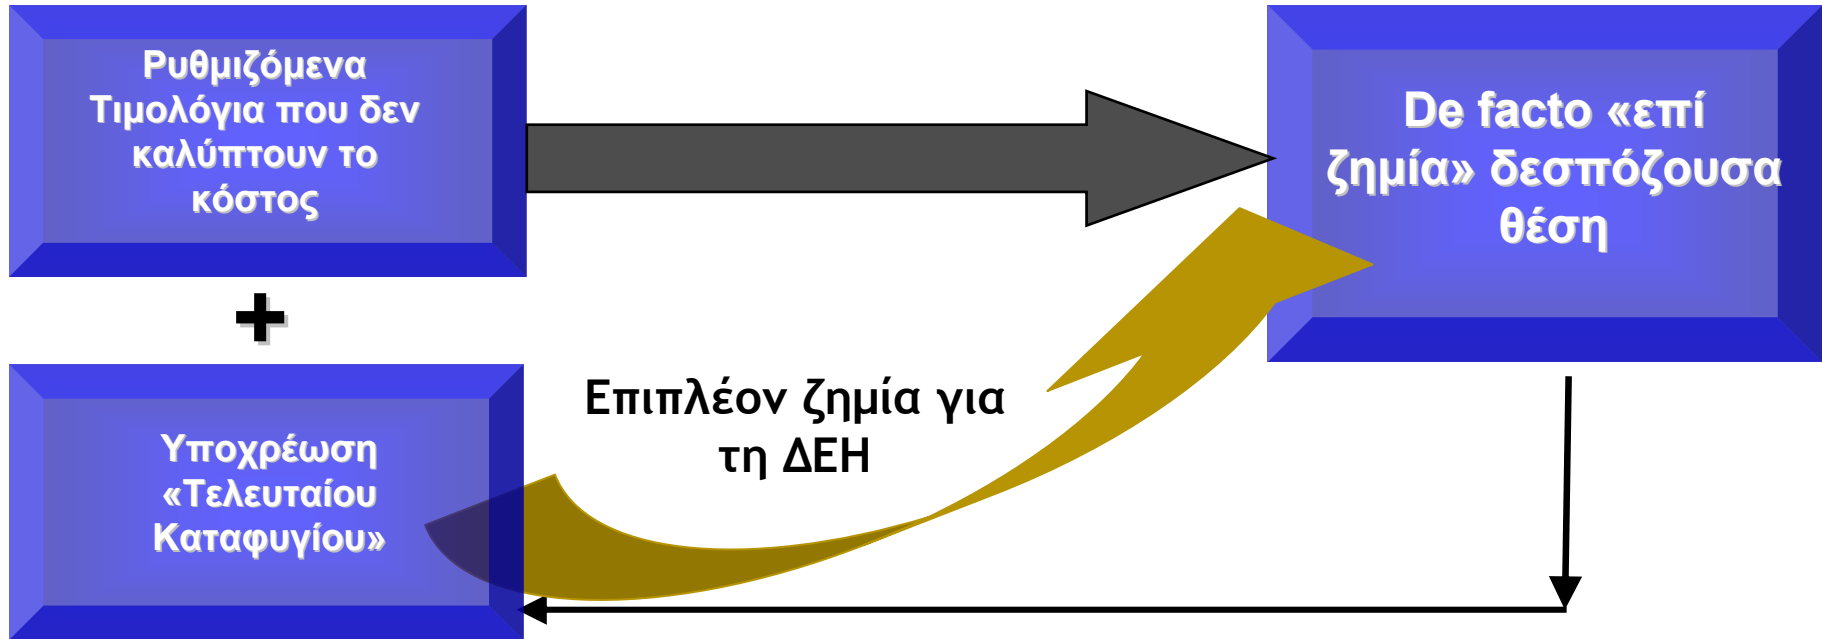 Ρυθμιζόμενα
Τιμολόγια που δεν
καλύπτουν το
κόστος
+
Υποχρέωση
«Τελευταίου
Καταφυγίου»
Επιπλέον ζημία για
τη ΔΕΗ
De facto «επί
ζημία» δεσπόζουσα
θέση